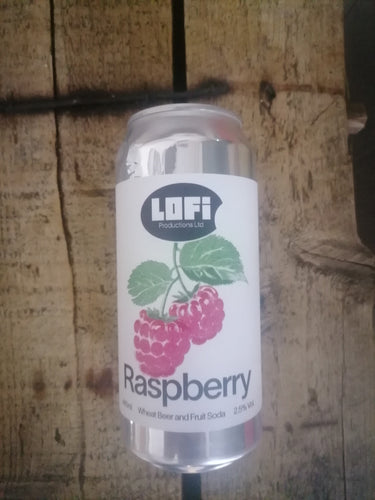 LOFi
Productions Ltd
Raspberry
Wheat Beer and Fruit Soda 2.5% Vol